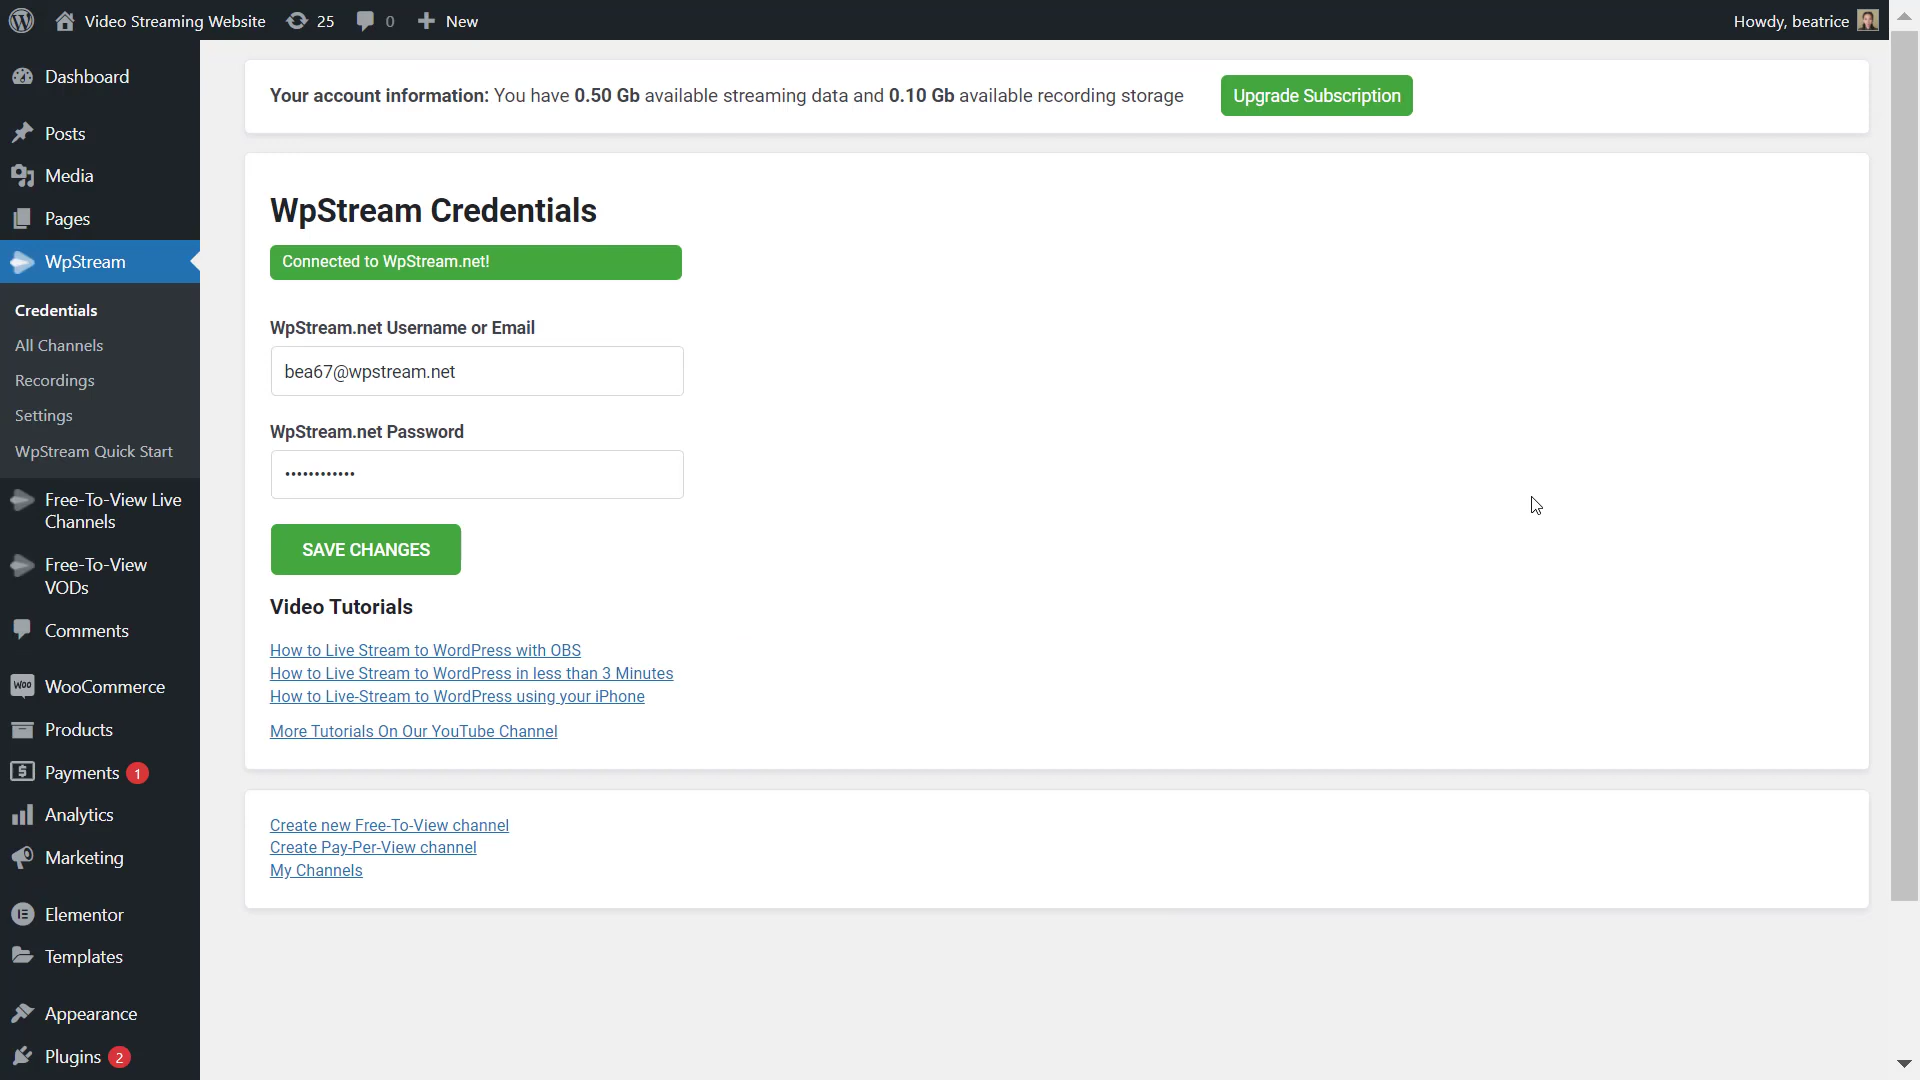 Video Streaming Website 25 0 New Howdy, beatrice
Dashboard
Posts
Media
Pages
WpStream
Credentials
All Channels
Recordings
Settings
WpStream Quick Start
Free-To-View Live
Channels
Free-To-View
VODs
Comments
Woo WooCommerce
Products
Payments 1
Analytics
Marketing
Elementor
Templates
Appearance
Plugins 2
Your account information: You have 0.50 Gb available streaming data and 0.10 Gb available recording storage Upgrade Subscription
WpStream Credentials
Connected to WpStream.net!
WpStream.net Username or Email
bea67@wpstream.net
WpStream.net Password
••••••••••••
SAVE CHANGES
Video Tutorials
How to Live Stream to WordPress with OBS
How to Live Stream to WordPress in less than 3 Minutes
How to Live-Stream to WordPress using your iPhone
More Tutorials On Our YouTube Channel
Create new Free-To-View channel
Create Pay-Per-View channel
My Channels